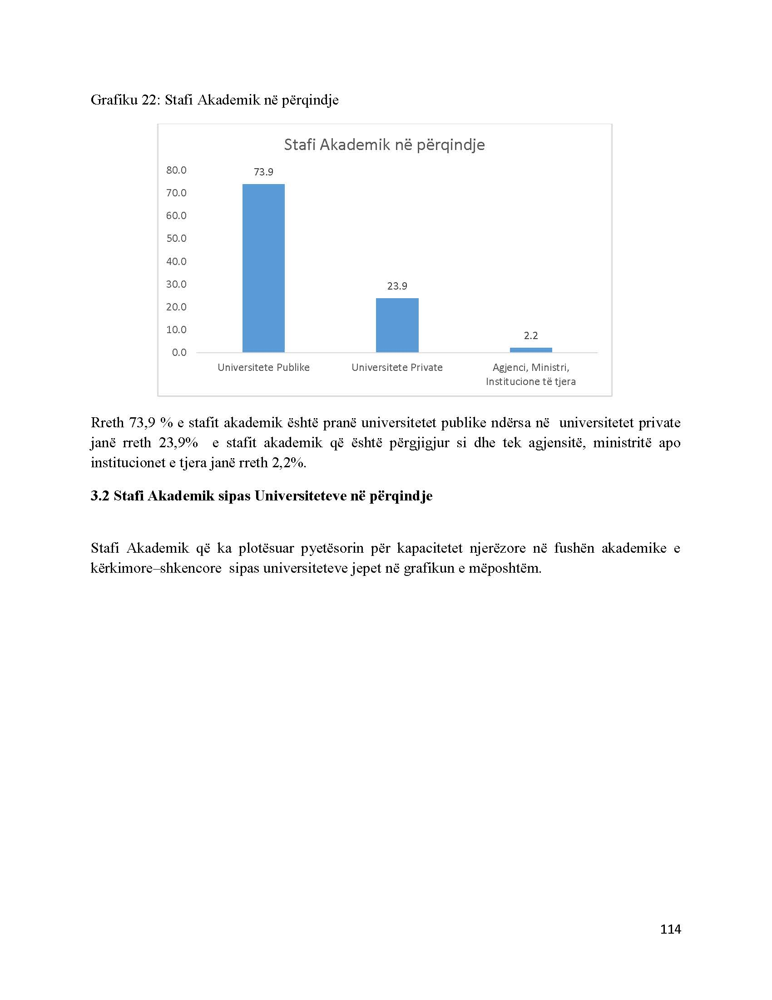 Grafiku 22: Stafi Akademik në përqindje
Stafi Akademik në përqindje
80.0
70.0
60.0
50.0
40.0
30.0
20.0
10.0
0.0
73.9
23.9
2.2
Universitete Publike
Universitete Private
Agjenci, Ministri,
Institucione të tjera
Rreth 73,9 % e stafit akademik është pranë universitetet publike ndërsa në universitetet private
janë rreth 23,9% e stafit akademik që është përgjigjur si dhe tek agjensitë, ministritë apo
institucionet e tjera janë rreth 2,2%.
3.2 Stafi Akademik sipas Universiteteve në përqindje
Stafi Akademik që ka plotësuar pyetësorin për kapacitetet njerëzore në fushën akademike e
kërkimore–shkencore sipas universiteteve jepet në grafikun e mëposhtëm.
114